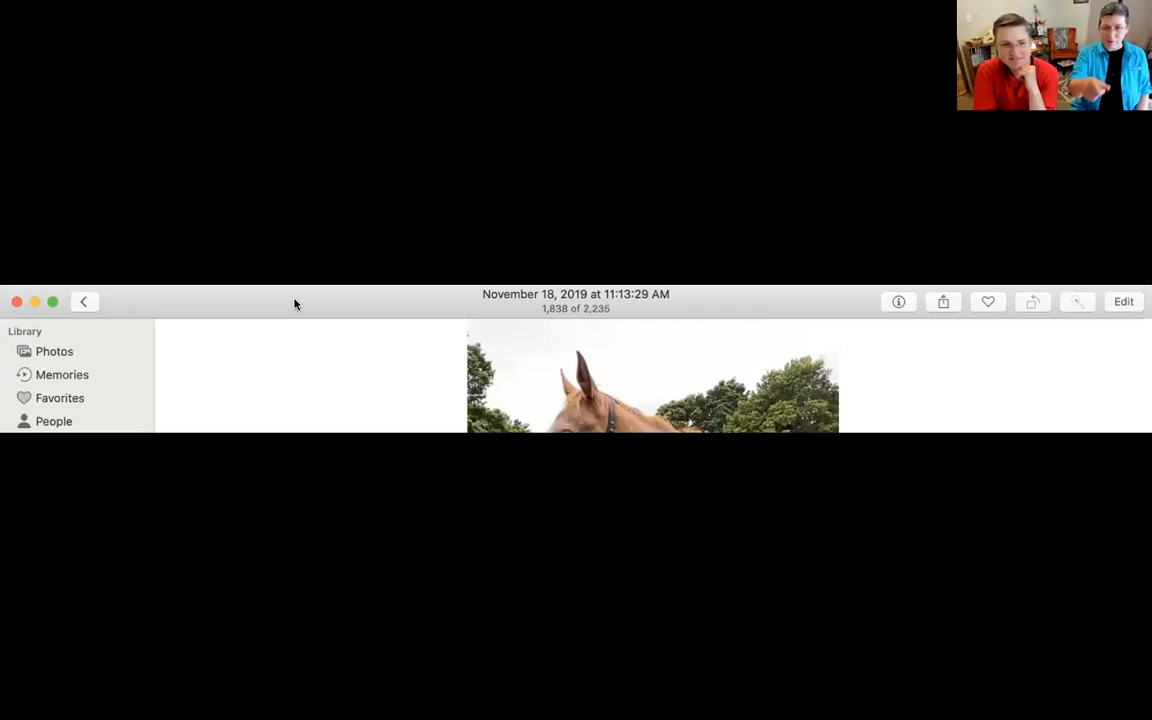 November 18, 2019 at 11:13:29 AM
1,838 of 2,235
Edit
Library
Photos
Memories
Favorites
People